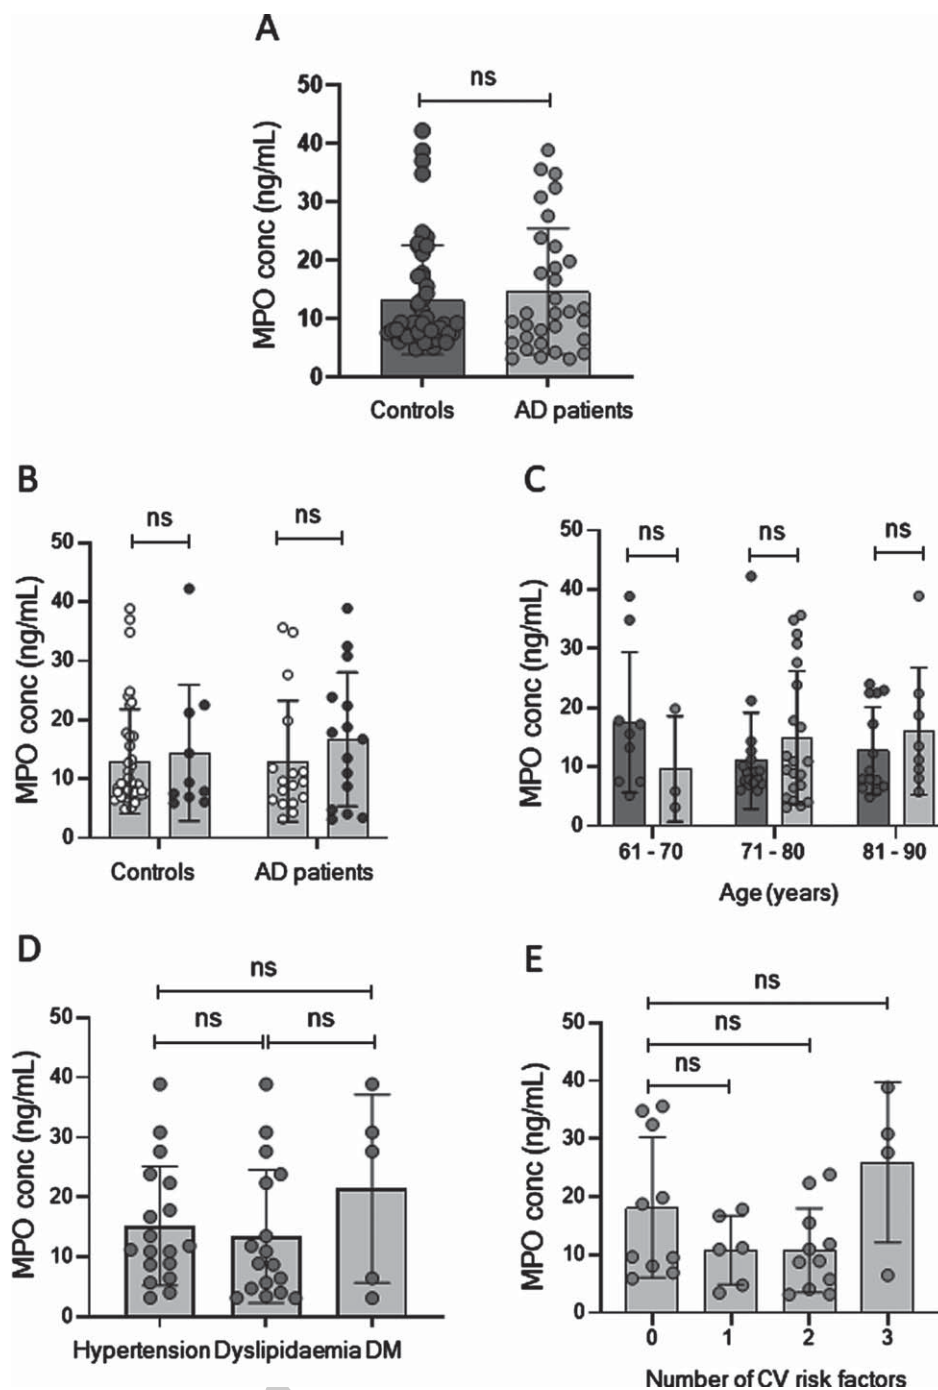 A
ns
MPO conc (ng/mL)
50
40
30
20
10
0
Controls AD patients
B
ns ns
MPO conc (ng/mL)
50
40
30
20
10
0
Controls AD patients
C
ns ns ns
MPO conc (ng/mL)
50
40
30
20
10
0
61 - 70 71 - 80 81 - 90
Age (years)
D
ns
ns ns
MPO conc (ng/mL)
50
40
30
20
10
0
Hypertension Dyslipidaemia DM
E
ns
ns
ns
MPO conc (ng/mL)
50
40
30
20
10
0
0 1 2 3
Number of CV risk factors